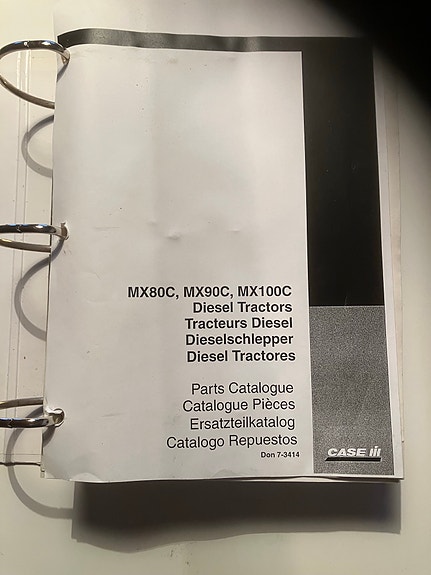 MX80C, MX90C, MX100C
Diesel Tractors
Tracteurs Diesel
Dieselschlepper
Diesel Tractores
Parts Catalogue
Catalogue Pièces
Ersatzteilkatalog
Catalogo Repuestos
Don 7-3414
CASE IH